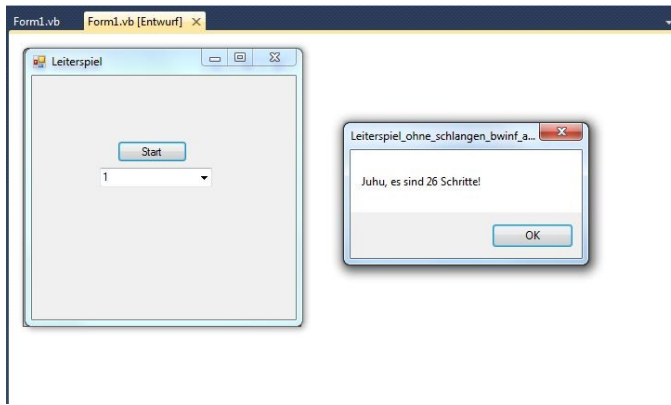 Form1.vb
Form1.vb [Entwurf]
Leiterspiel
Start
1
Leiterspiel_ohne_schlangen_bwinf_a...
Juhu, es sind 26 Schritte!
OK